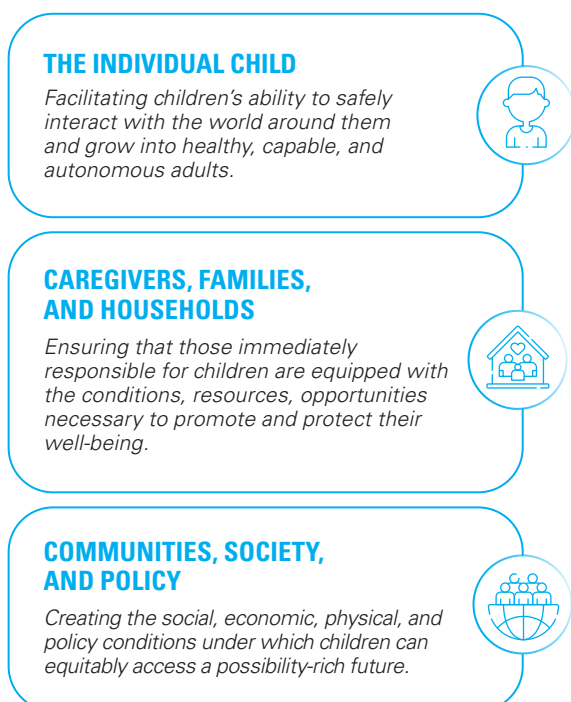 THE INDIVIDUAL CHILD
Facilitating children’s ability to safely
interact with the world around them
and grow into healthy, capable, and
autonomous adults.
CAREGIVERS, FAMILIES,
AND HOUSEHOLDS
Ensuring that those immediately
responsible for children are equipped with
the conditions, resources, opportunities
necessary to promote and protect their
well-being.
COMMUNITIES, SOCIETY,
AND POLICY
Creating the social, economic, physical, and
policy conditions under which children can
equitably access a possibility-rich future.